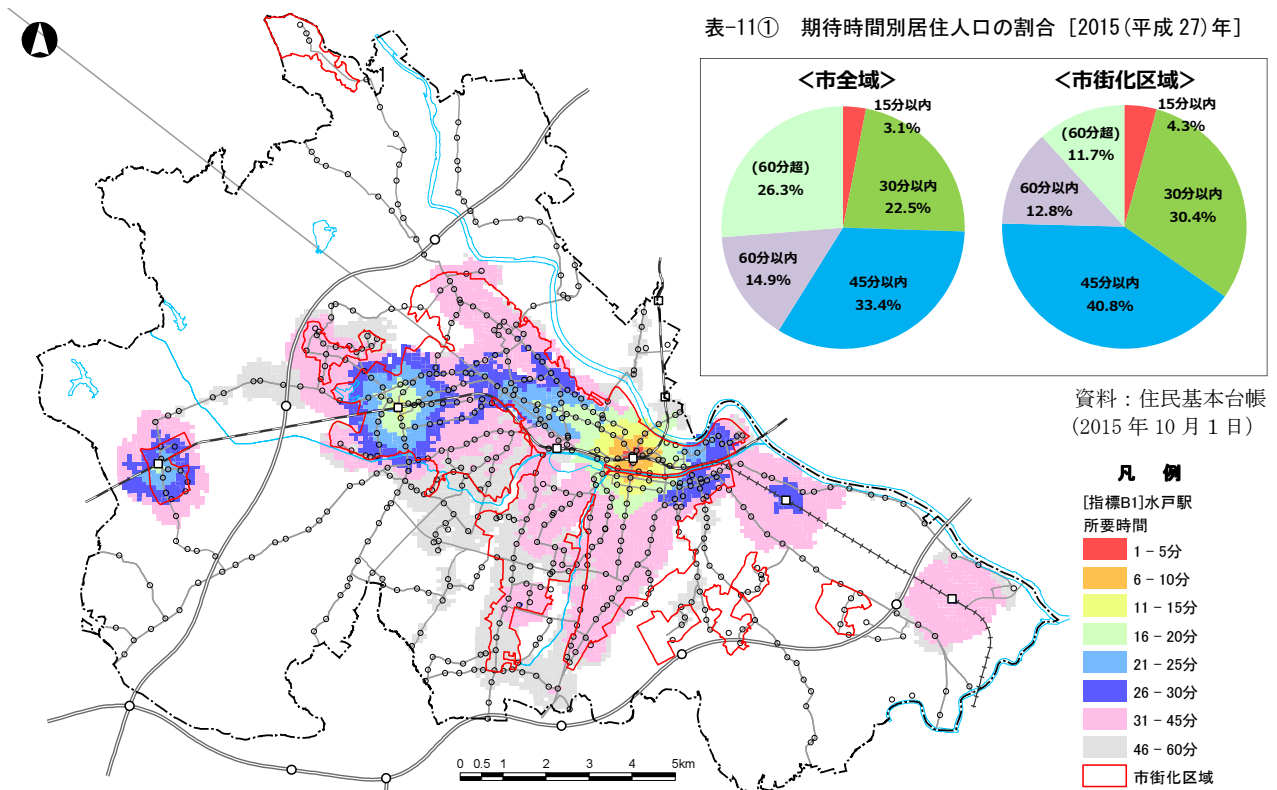 表-11① 期待時間別居住人口の割合 [2015(平成 27)年]
＜市全域＞
15分以内
3.1%
30分以内
22.5%
45分以内
33.4%
60分以内
14.9%
(60分超)
26.3%
＜市街化区域＞
15分以内
4.3%
30分以内
30.4%
45分以内
40.8%
60分以内
12.8%
(60分超)
11.7%
資料：住民基本台帳
(2015 年 10 月 1 日)
凡 例
[指標B1]水戸駅
所要時間
1 - 5分
6 - 10分
11 - 15分
16 - 20分
21 - 25分
26 - 30分
31 - 45分
46 - 60分
市街化区域
0 0.5 1 2 3 4 5km